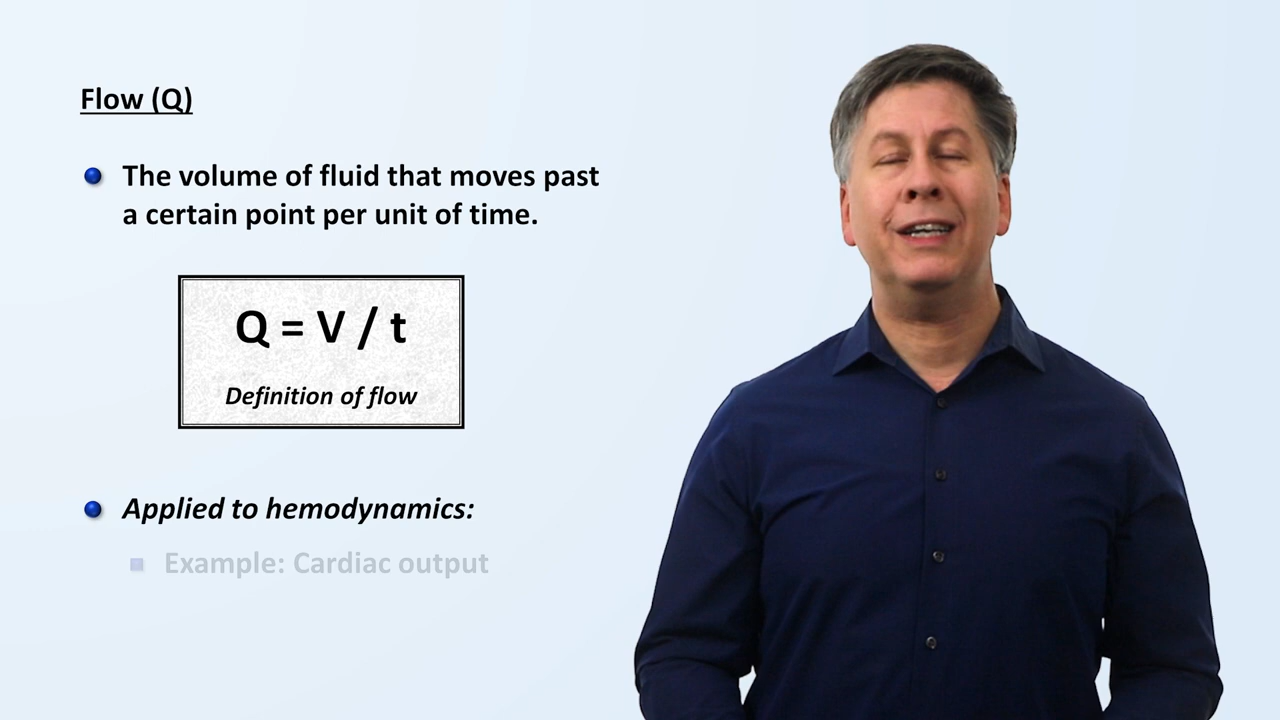 Flow (Q)
The volume of fluid that moves past
a certain point per unit of time.
Q = V / t
Definition of flow
Applied to hemodynamics:
Example: Cardiac output